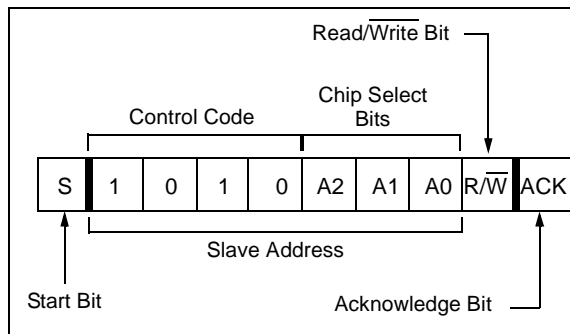 Read/Write Bit
Chip Select
Bits
Control Code
S 1 0 1 0 A2 A1 A0 R/W ACK
Slave Address
Start Bit
Acknowledge Bit